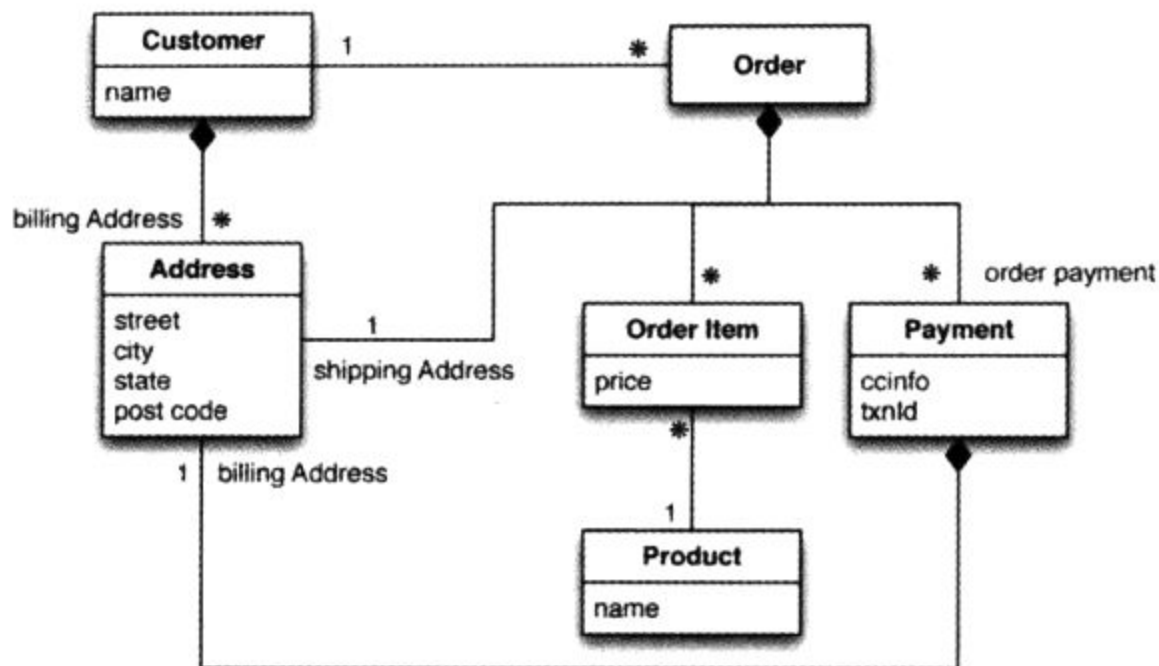 Customer
name
1
*
Order
billing Address
*
Address
street
city
state
post code
1
shipping Address
*
Order Item
price
*
order payment
Payment
ccinfo
txnId
*
1
Product
name
1
billing Address